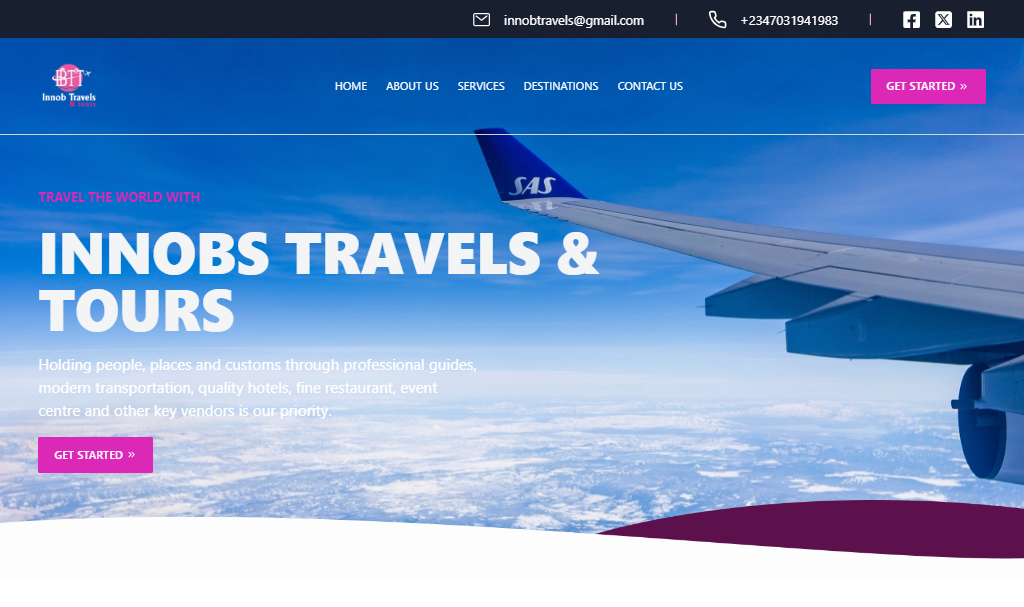 innobtravels@gmail.com | +2347031941983 |
IBTT
Innob Travels
& TOURS
HOME ABOUT US SERVICES DESTINATIONS CONTACT US
GET STARTED »
SAS
TRAVEL THE WORLD WITH
INNOBS TRAVELS &
TOURS
Holding people, places and customs through professional guides,
modern transportation, quality hotels, fine restaurant, event
centre and other key vendors is our priority.
GET STARTED »